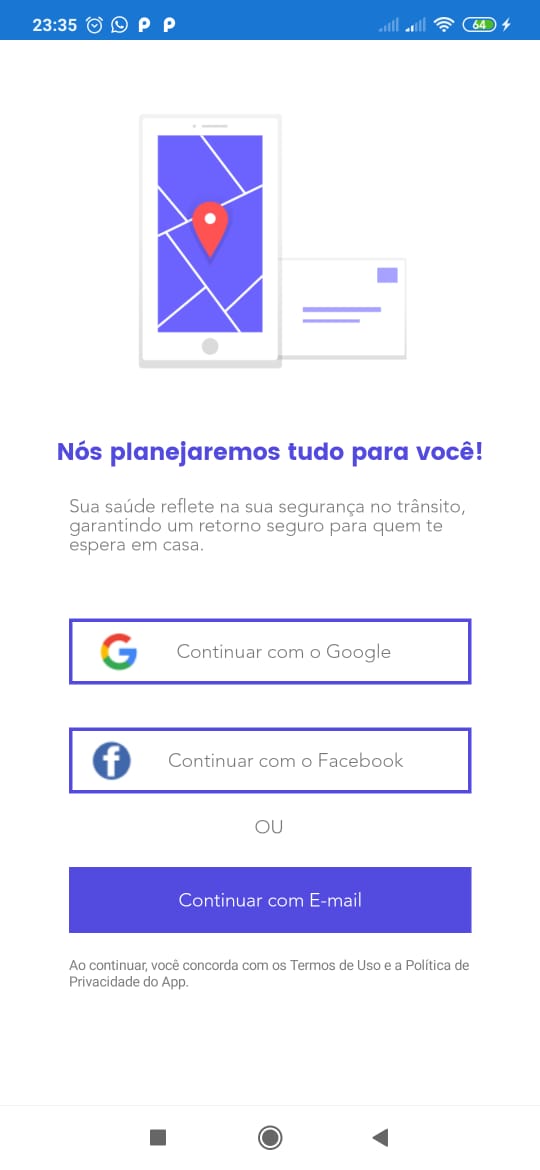 23:35
64
Nós planejaremos tudo para você!
Sua saúde reflete na sua segurança no trânsito,
garantindo um retorno seguro para quem te
espera em casa.
Continuar com o Google
Continuar com o Facebook
OU
Continuar com E-mail
Ao continuar, você concorda com os Termos de Uso e a Política de
Privacidade do App.